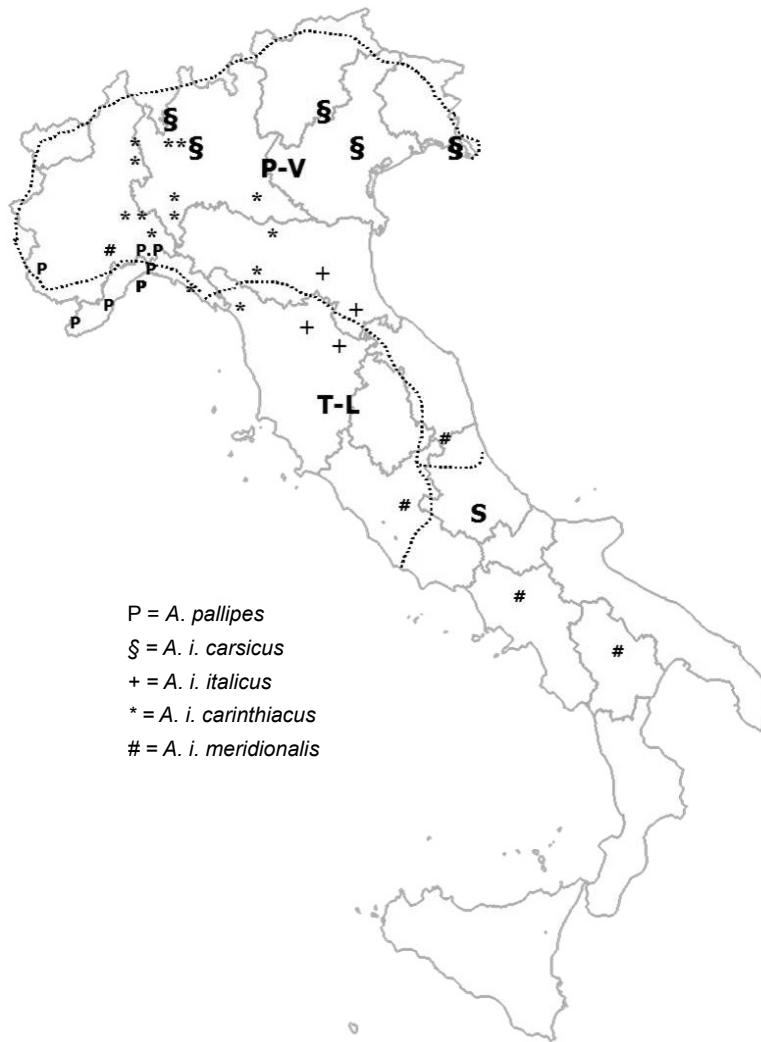 §
§
* * *
§
§
§
*
P-V
* *
* *
* *
* *
# P.P
P P *
P * +
P * +
P + +
T-L
#
#
S
P = A. pallipes
#
§ = A. i. carsicus
+ = A. i. italicus
#
* = A. i. carinthiacus
# = A. i. meridionalis